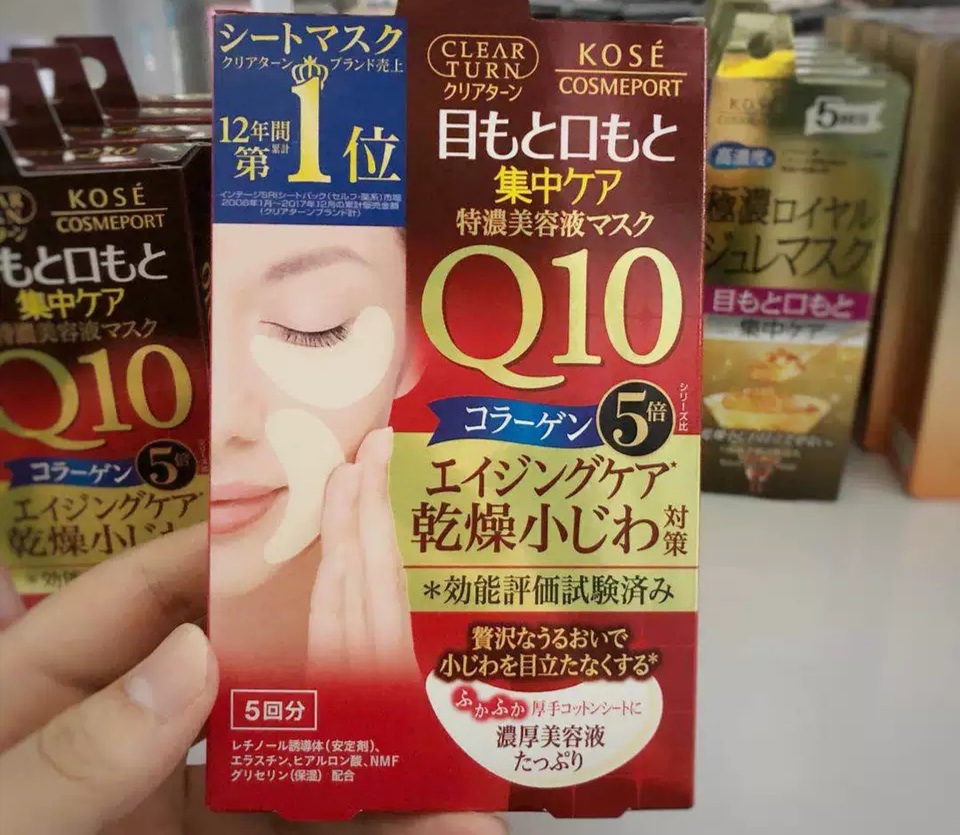 シートマスク
クリアターン ブランド売上
12年間
累計
第1位
インテージSRIシートパック(セルフ・薬系)市場
2006年1月～2017年12月の累計販売金額
(クリアターンブランド計)
CLEAR
TURN
クリアターン
KOSÉ
COSMEPORT
目もと口もと
集中ケア
特濃美容液マスク
Q10
コラーゲン 5倍
シリーズ比
エイジングケア*
乾燥小じわ対策
*効能評価試験済み
贅沢なうるおいで
小じわを目立たなくする*
ふかふか 厚手コットンシートに
濃厚美容液
たっぷり
5回分
レチノール誘導体(安定剤)、
エラスチン、ヒアルロン酸、NMF
グリセリン(保湿) 配合
Q10
KOSÉ
COSMEPORT
もと口もと
集中ケア
特濃美容液マスク
Q10
コラーゲン 5倍
エイジングケア*
乾燥小じわ
KOSÉ
5回分
高濃度
極濃ロイヤル
ジュレマスク
目もと口もと
集中ケア